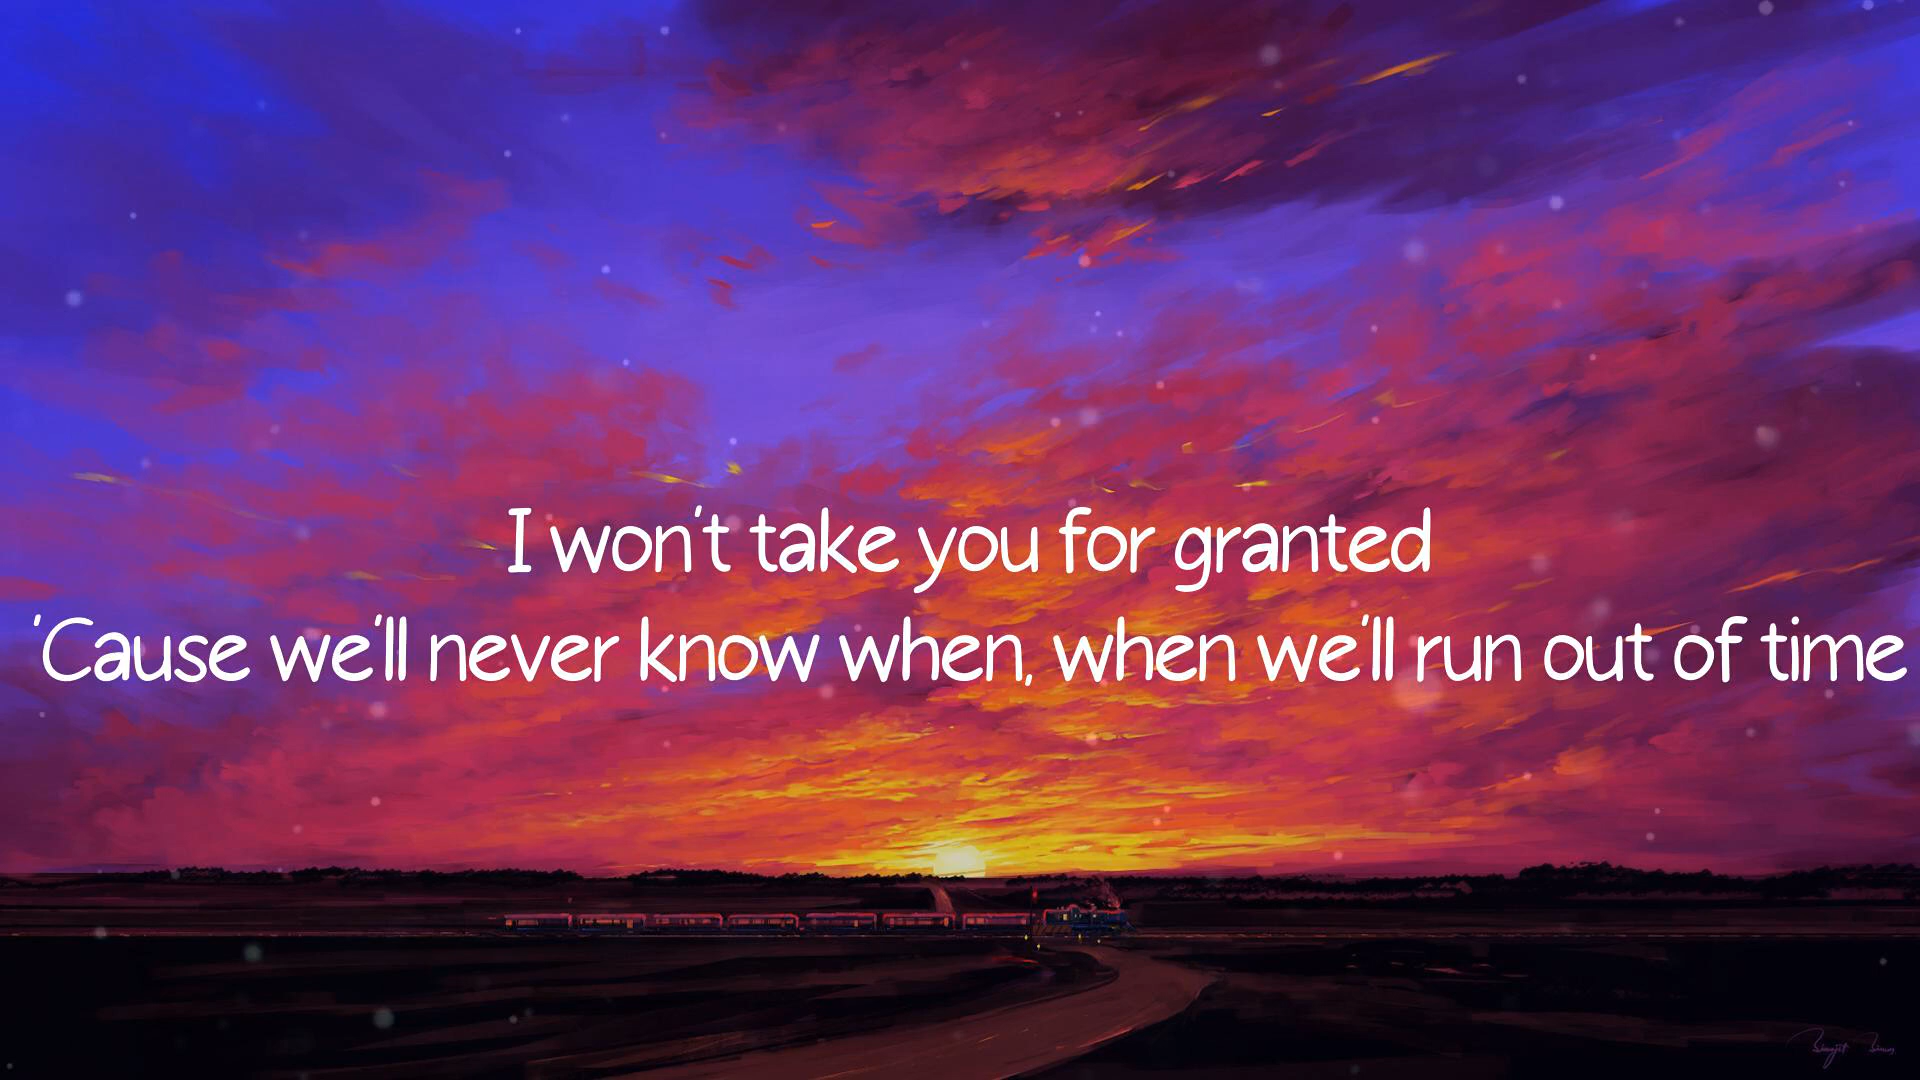 I won't take you for granted
'Cause we'll never know when, when we'll run out of time